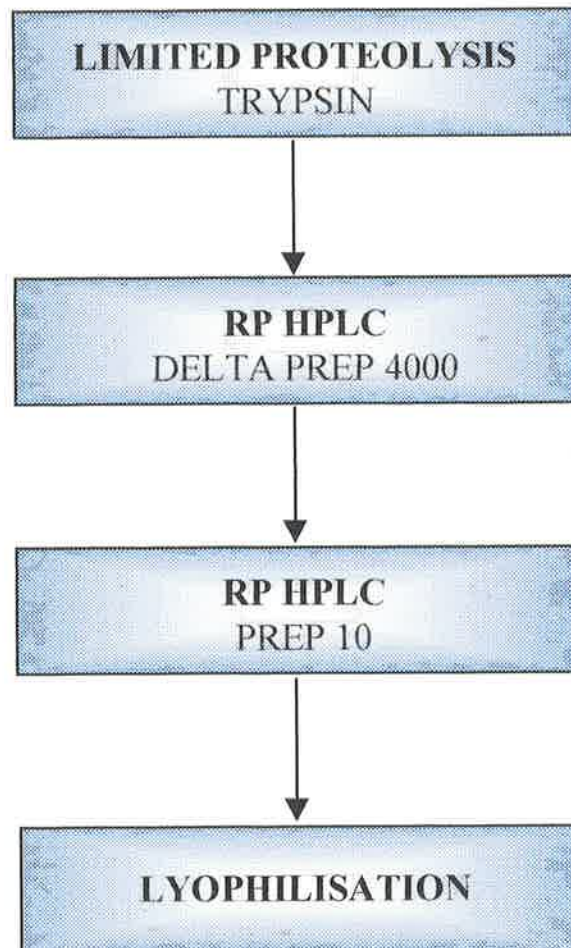 LIMITED PROTEOLYSIS
TRYPSIN
RP HPLC
DELTA PREP 4000
RP HPLC
PREP 10
LYOPHILISATION